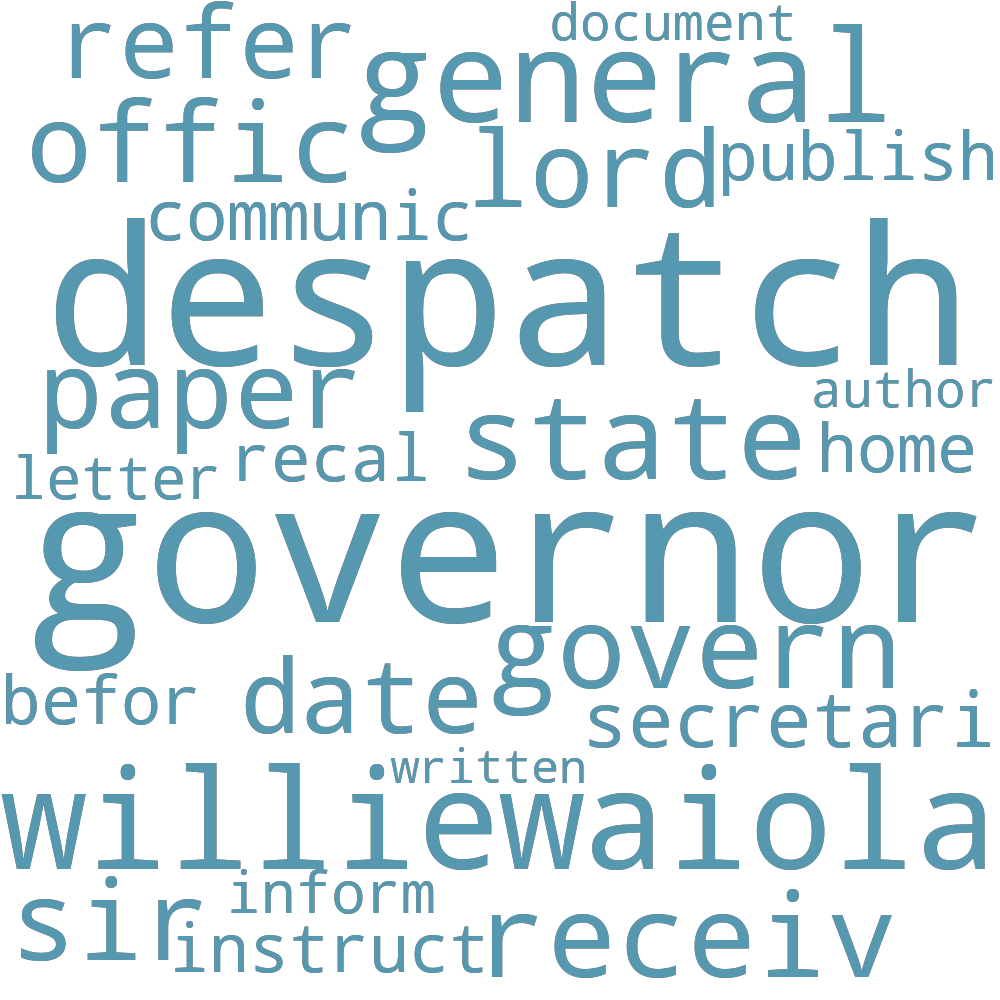 document
refer
general
offic
lord
publish
communic
despatch
paper
author
state
home
recal
letter
governor
govern
befor
date
secretari
written
williewaiola
inform
sir
receiv
instruct